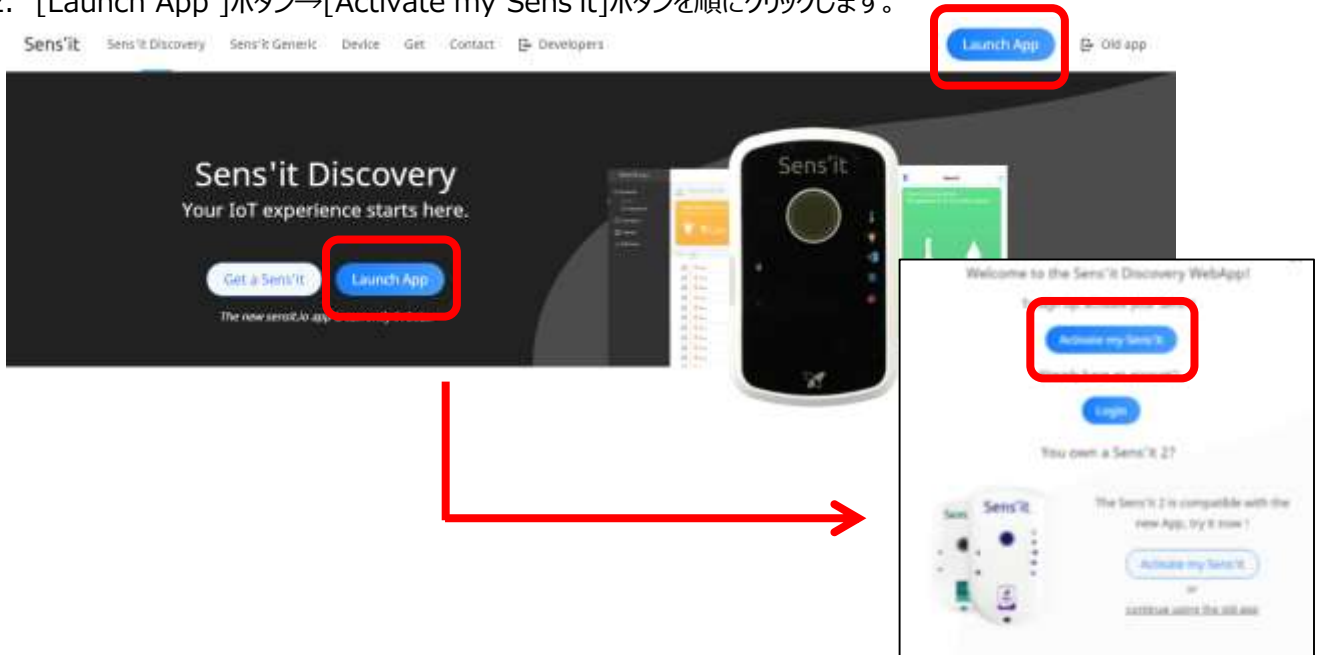 2. [Launch App ]ボタン→[Activate my Sens'it]ボタンを順にクリックします。
Sens'it Sens'it Discovery Sens'it Generic Device Get Contact Developers Launch App Old app
Sens'it Discovery
Your IoT experience starts here.
Get a Sens'it Launch App
The new sensit.io app
Sens'it
Welcome to the Sens'it Discovery WebApp!
Activate my Sens'it
Login
You own a Sens'it 2?
Sens'it
The Sens'it 2 is compatible with the
new App, try it now !
Activate my Sens'it
or
continue using the old app